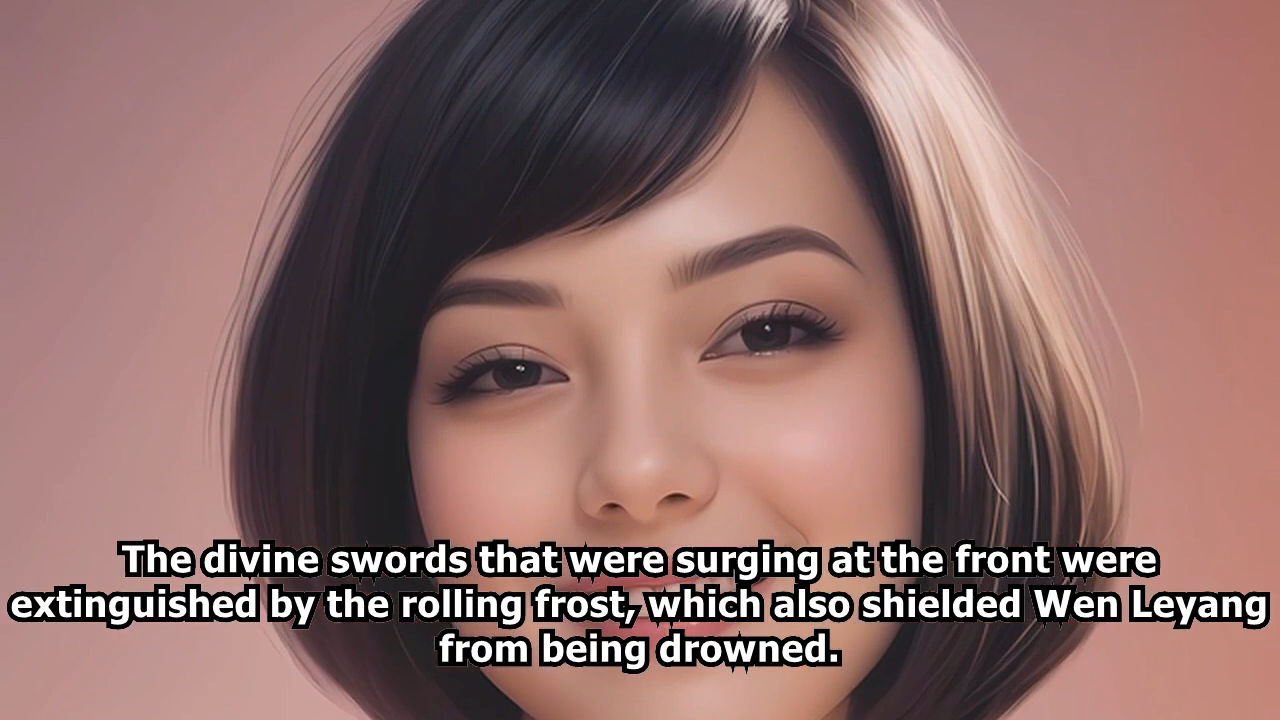 The divine swords that were surging at the front were
extinguished by the rolling frost, which also shielded Wen Leyang
from being drowned.